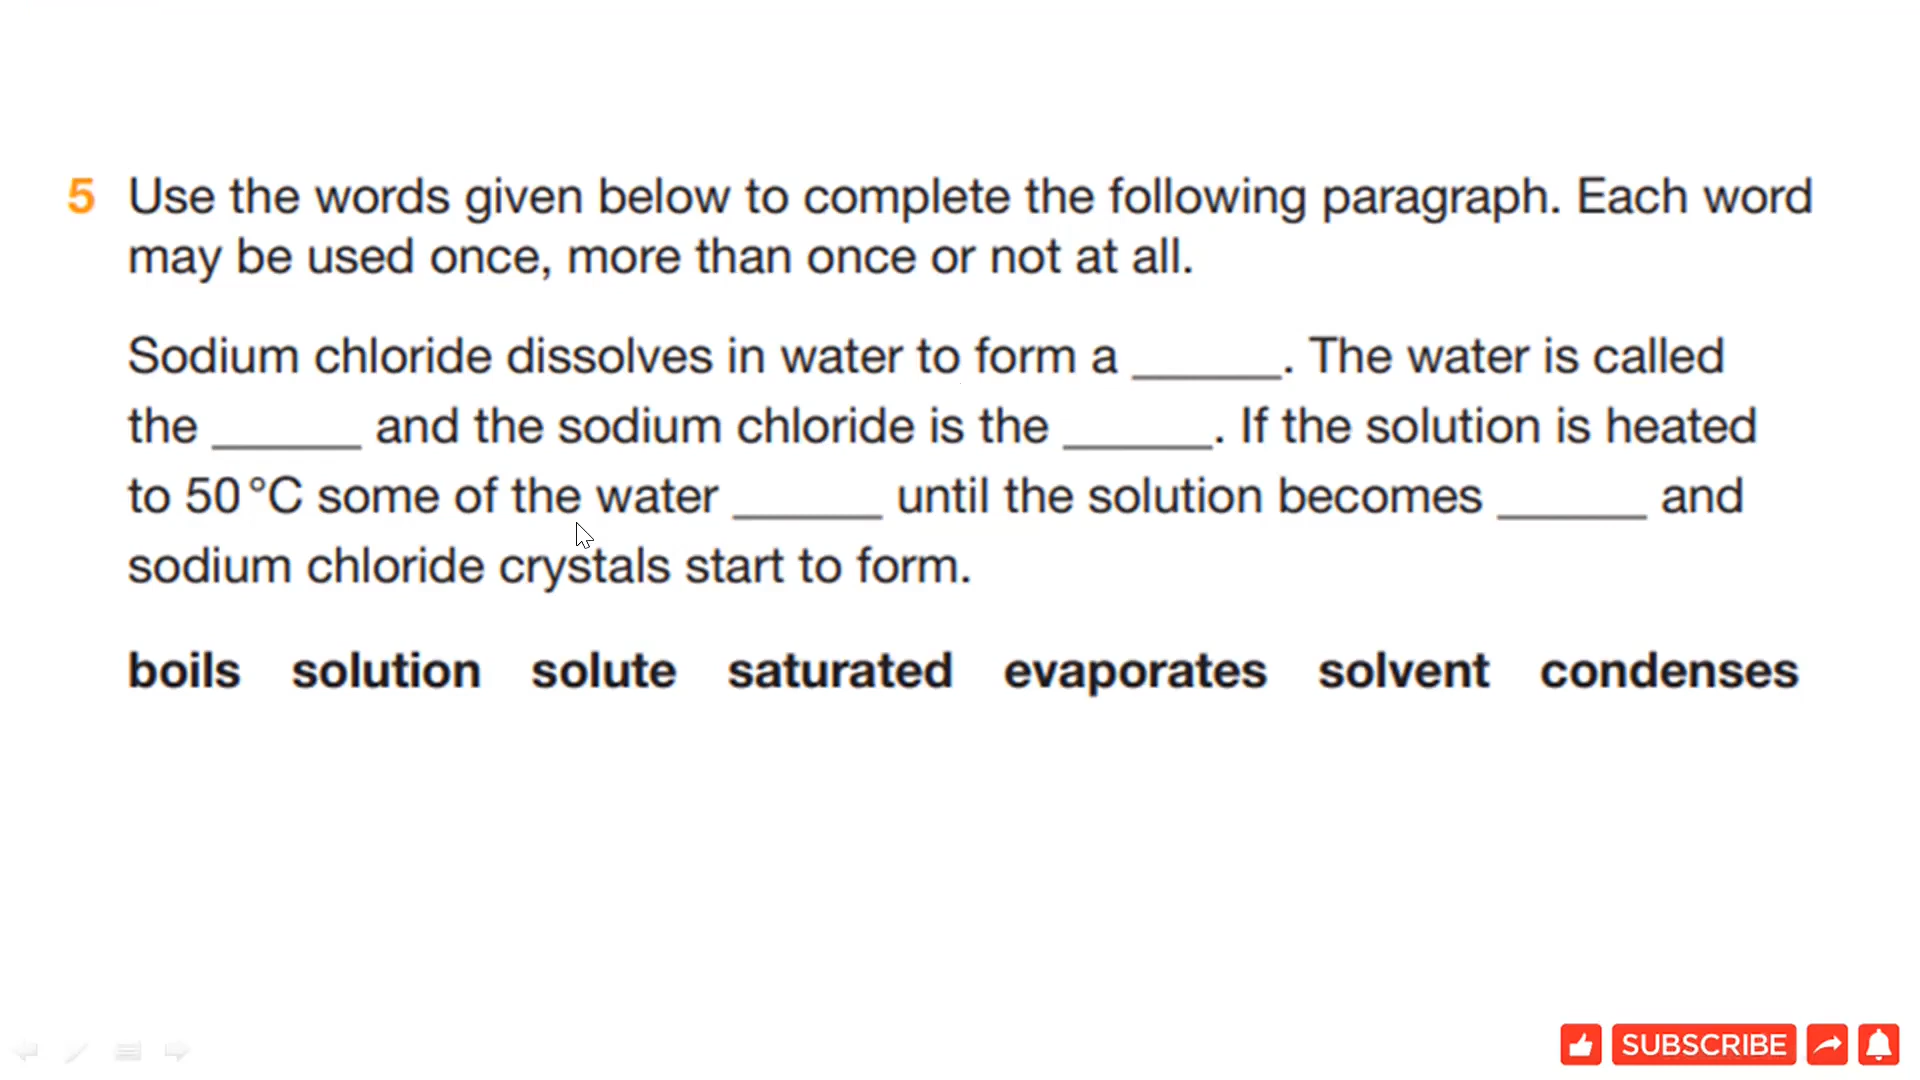 5 Use the words given below to complete the following paragraph. Each word
may be used once, more than once or not at all.
Sodium chloride dissolves in water to form a ______. The water is called
the ______ and the sodium chloride is the ______. If the solution is heated
to 50 °C some of the water ______ until the solution becomes ______ and
sodium chloride crystals start to form.
boils solution solute saturated evaporates solvent condenses
SUBSCRIBE